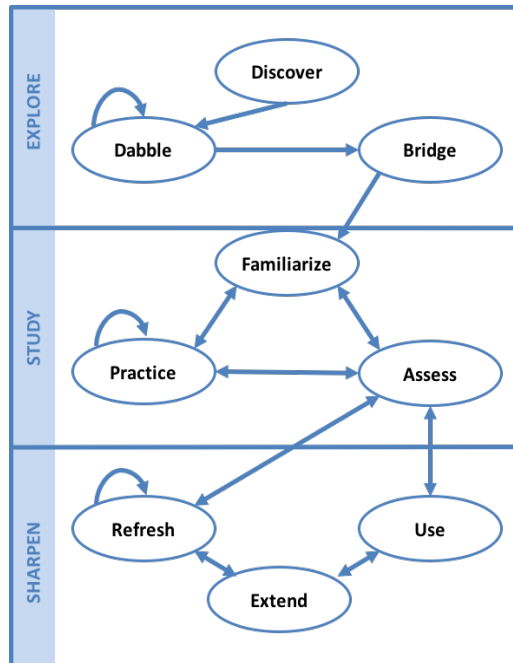 EXPLORE
Discover
Dabble
Bridge
STUDY
Familiarize
Practice
Assess
SHARPEN
Refresh
Use
Extend